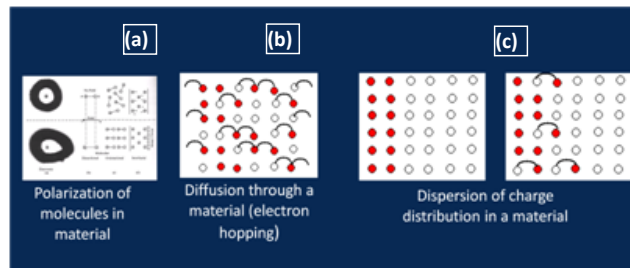 (a)
(b)
(c)
Polarization of
molecules in
material
Diffusion through a
material (electron
hopping)
Dispersion of charge
distribution in a material